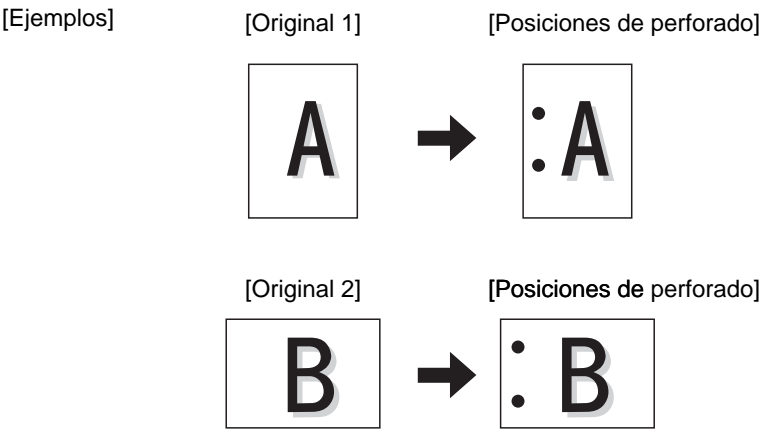 [Ejemplos] [Original 1] [Posiciones de perforado]
A A
[Original 2] [Posiciones de perforado]
B B